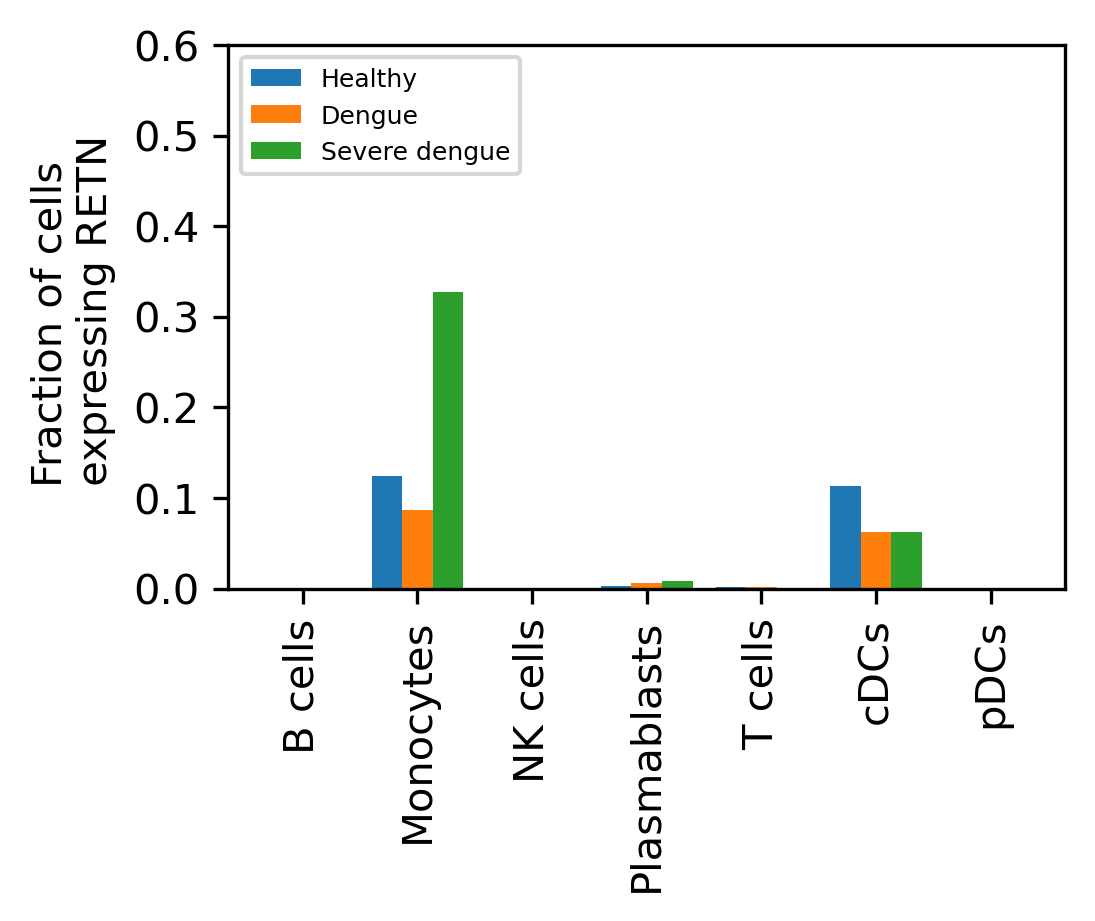 Fraction of cells
expressing RETN
0.6
0.5
0.4
0.3
0.2
0.1
0.0
Healthy
Dengue
Severe dengue
B cells
Monocytes
NK cells
Plasmablasts
T cells
cDCs
pDCs